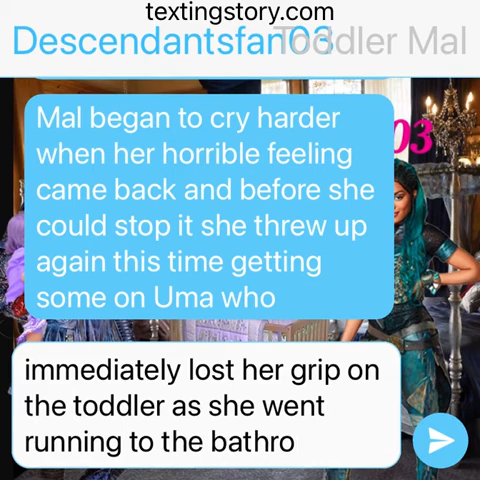 textingstory.com
Descendantsfan03
Toddler Mal
03
Mal began to cry harder
when her horrible feeling
came back and before she
could stop it she threw up
again this time getting
some on Uma who
immediately lost her grip on
the toddler as she went
running to the bathro